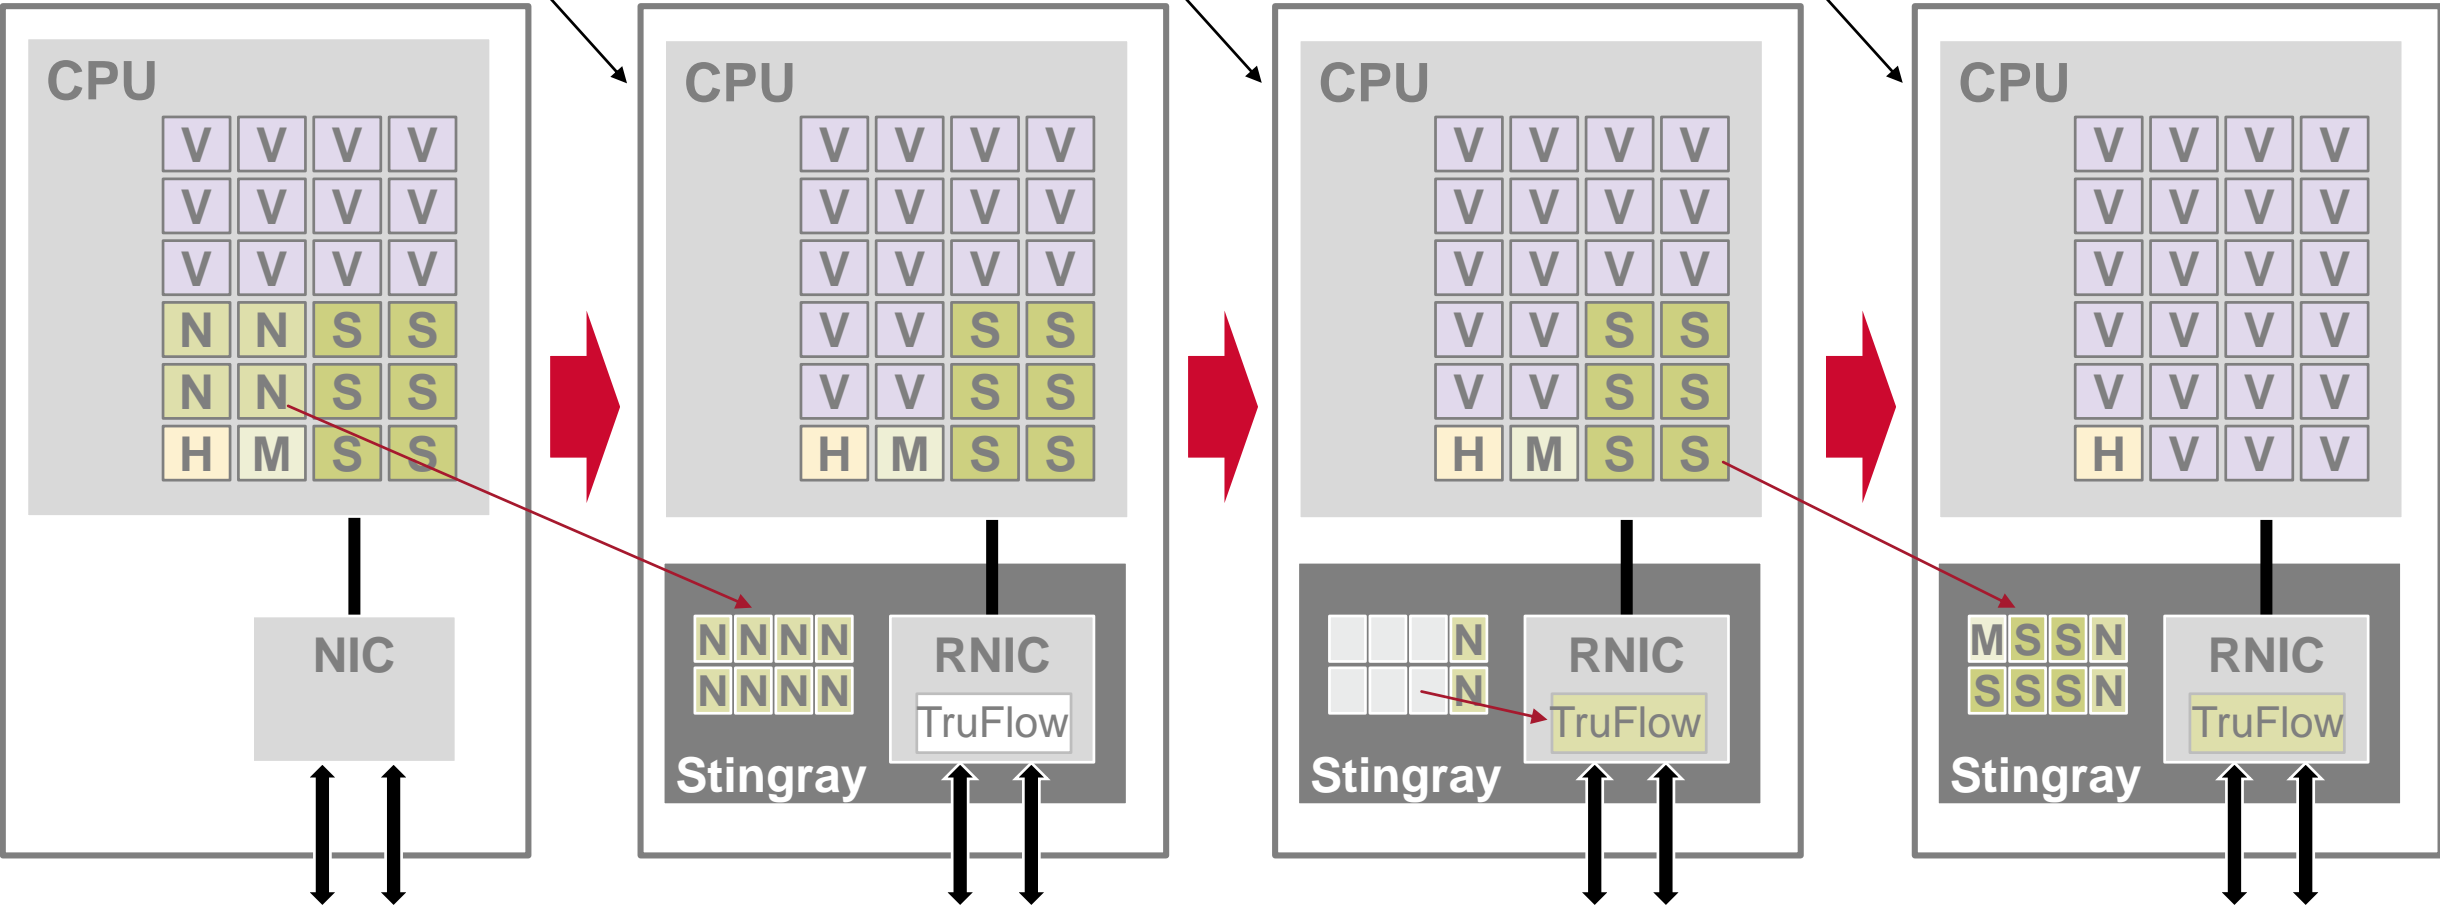 CPU
V V V V
V V V V
V V V V
N N S S
N N S S
H M S S
NIC
CPU
V V V V
V V V V
V V V V
V V S S
V V S S
H M S S
N N N N
N N N N
RNIC
TruFlow
Stingray
CPU
V V V V
V V V V
V V V V
V V S S
V V S S
H M S S
N
N
RNIC
TruFlow
Stingray
CPU
V V V V
V V V V
V V V V
V V V V
V V V V
H V V V
M S S N
S S S N
RNIC
TruFlow
Stingray